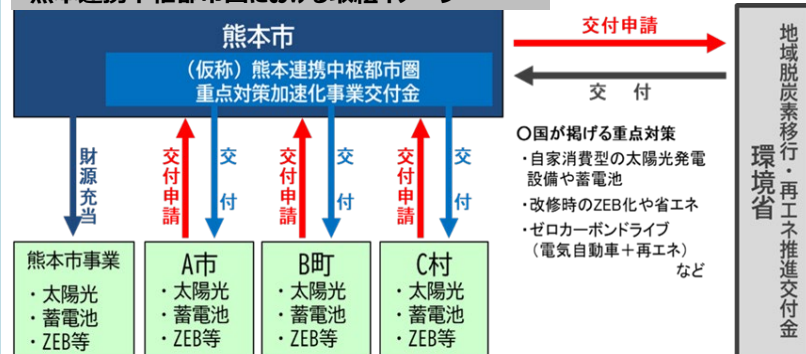 熊本市
（仮称）熊本連携中枢都市圏
重点対策加速化事業交付金
交付申請
交付
○国が掲げる重点対策
・自家消費型の太陽光発電
設備や蓄電池
・改修時のZEB化や省エネ
・ゼロカーボンドライブ
（電気自動車＋再エネ）
など
環境省
地域脱炭素移行・再エネ推進交付金
財源充当
交付申請
交付
交付申請
交付
交付申請
交付
熊本市事業
・太陽光
・蓄電池
・ZEB等
A市
・太陽光
・蓄電池
・ZEB等
B町
・太陽光
・蓄電池
・ZEB等
C村
・太陽光
・蓄電池
・ZEB等